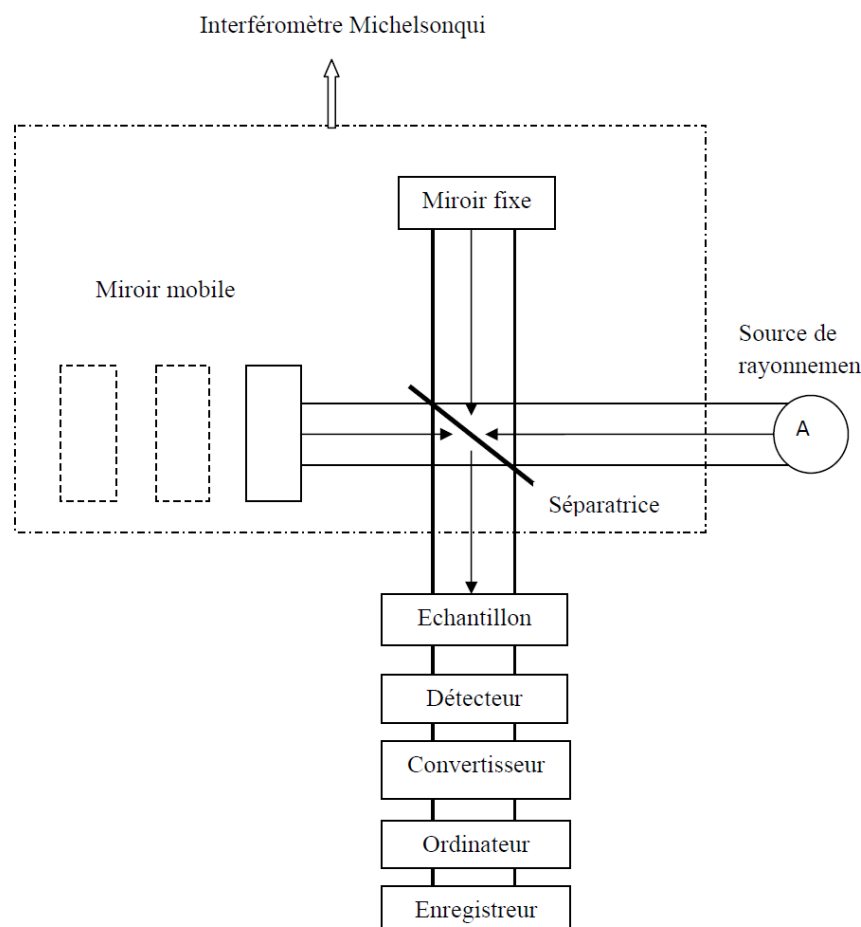 Interféromètre Michelsonqui
Miroir fixe
Miroir mobile
Source de
rayonnemen
A
Séparatrice
Echantillon
Détecteur
Convertisseur
Ordinateur
Enregistreur